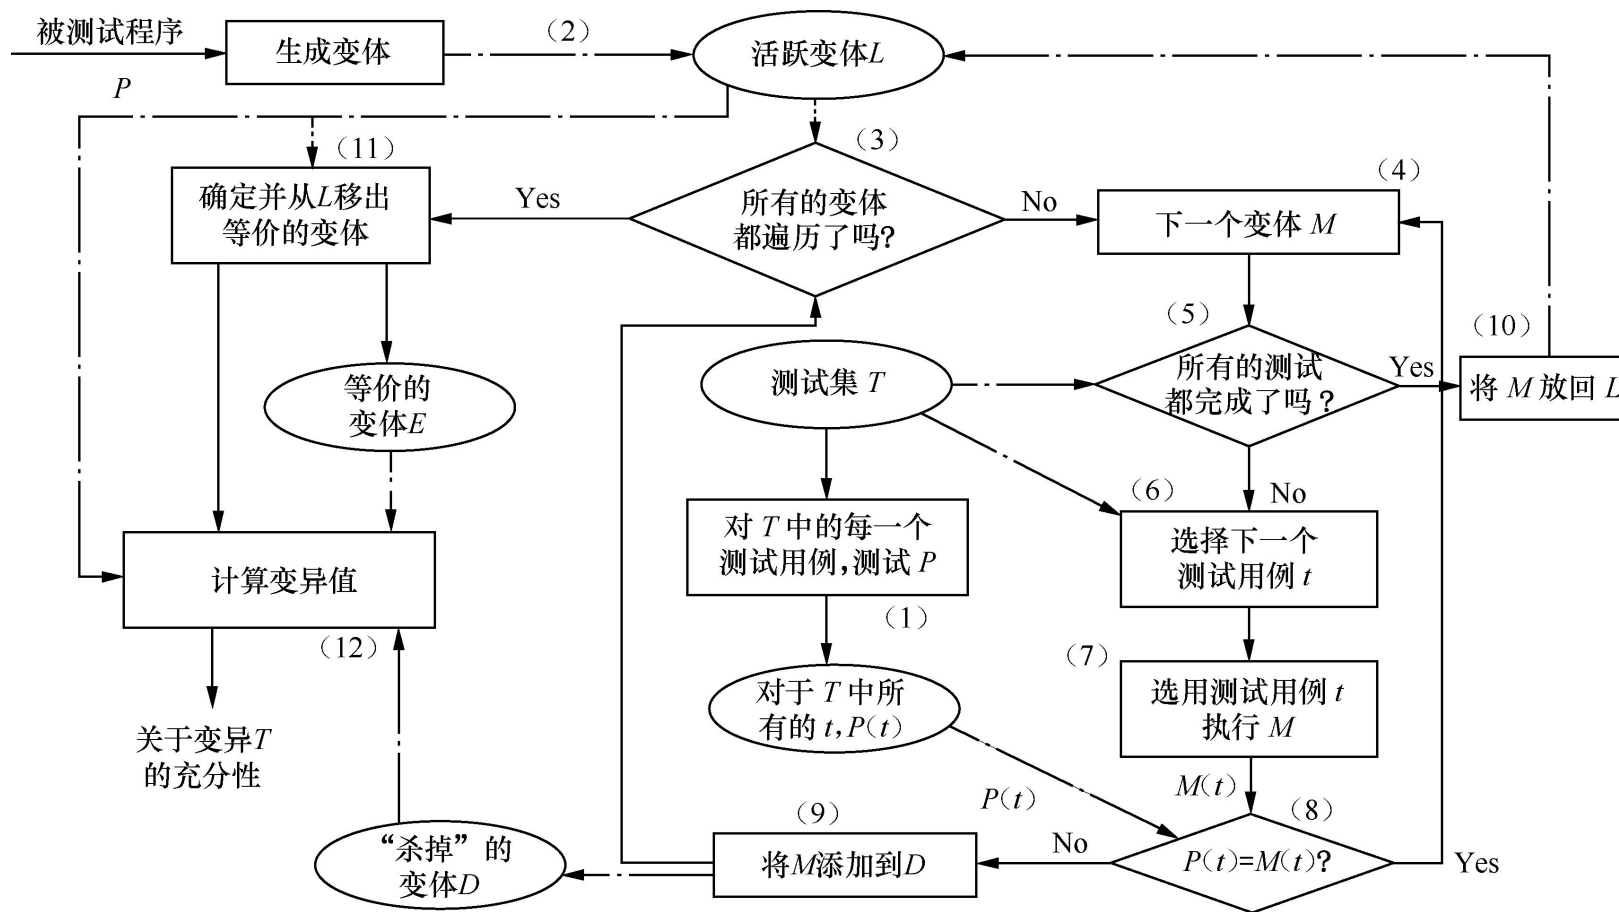 被测试程序
P
生成变体
（2）
活跃变体L
（11）
确定并从L移出
等价的变体
Yes
（3）
所有的变体
都遍历了吗?
No
（4）
下一个变体 M
（5）
所有的测试
都完成了吗?
Yes
（10）
将 M 放回 L
等价的
变体E
测试集 T
No
（6）
选择下一个
测试用例 t
对 T 中的每一个
测试用例,测试 P
（1）
计算变异值
（12）
（7）
选用测试用例 t
执行 M
对于 T 中所
有的 t,P(t)
关于变异T
的充分性
M(t)
P(t)
（8）
P(t)=M(t)?
Yes
No
（9）
将M添加到D
“杀掉”的
变体D